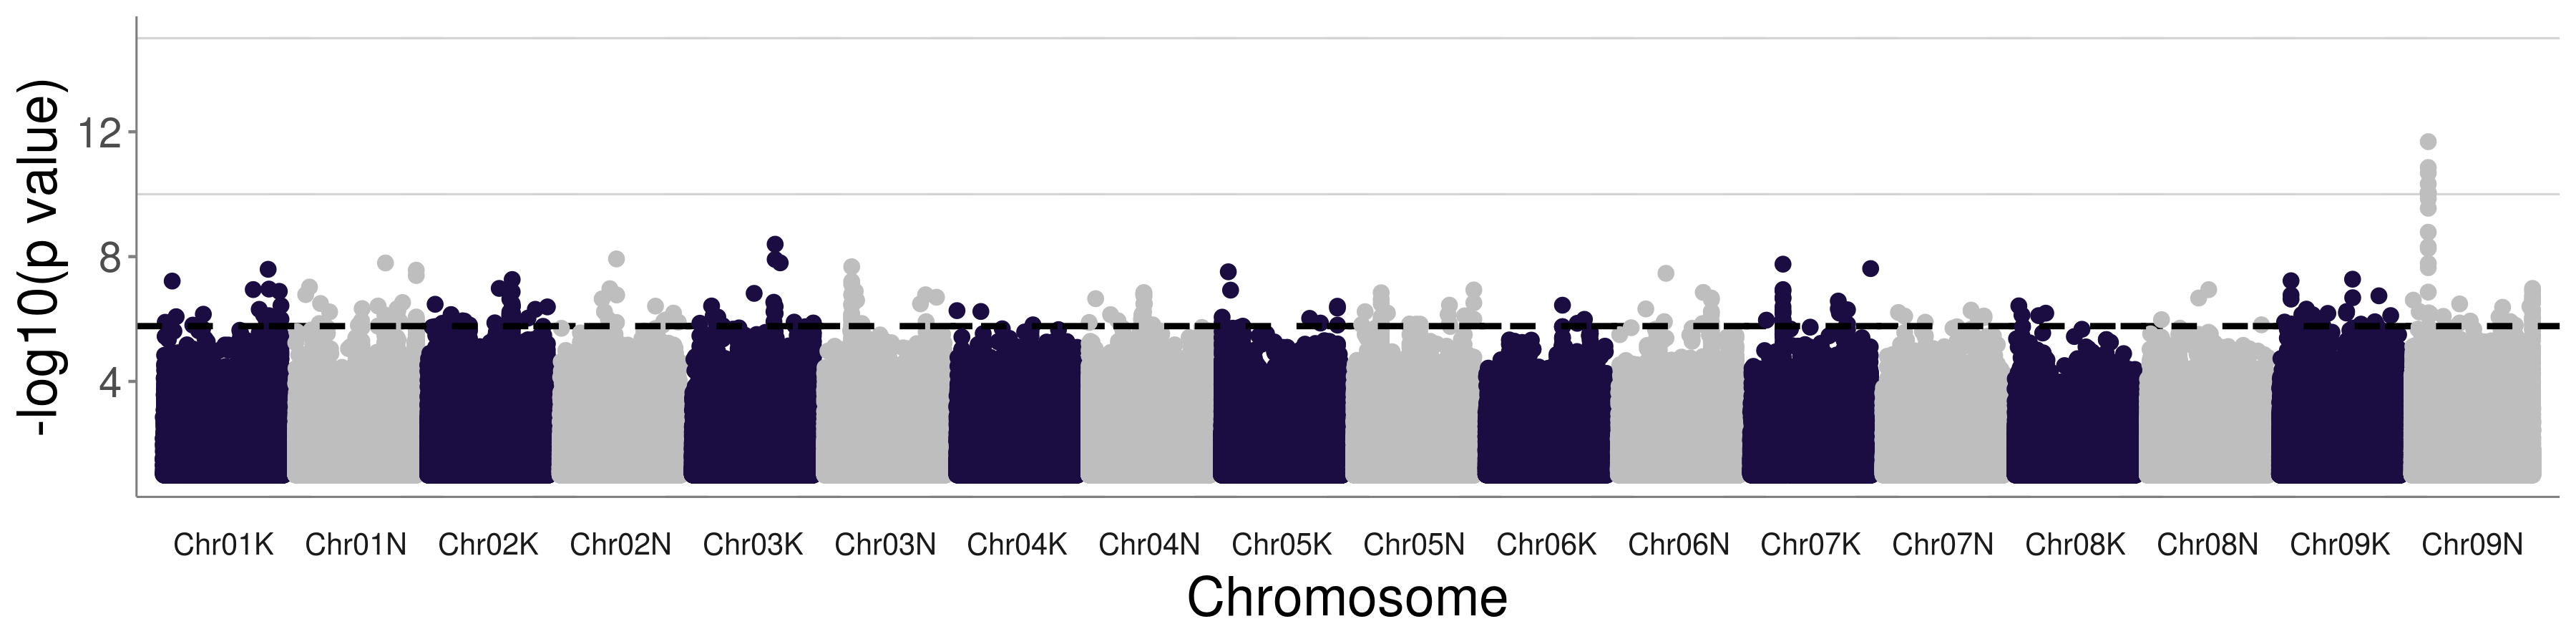 -log10(p value)
12
8
4
Chr01K Chr01N Chr02K Chr02N Chr03K Chr03N Chr04K Chr04N Chr05K Chr05N Chr06K Chr06N Chr07K Chr07N Chr08K Chr08N Chr09K Chr09N
Chromosome